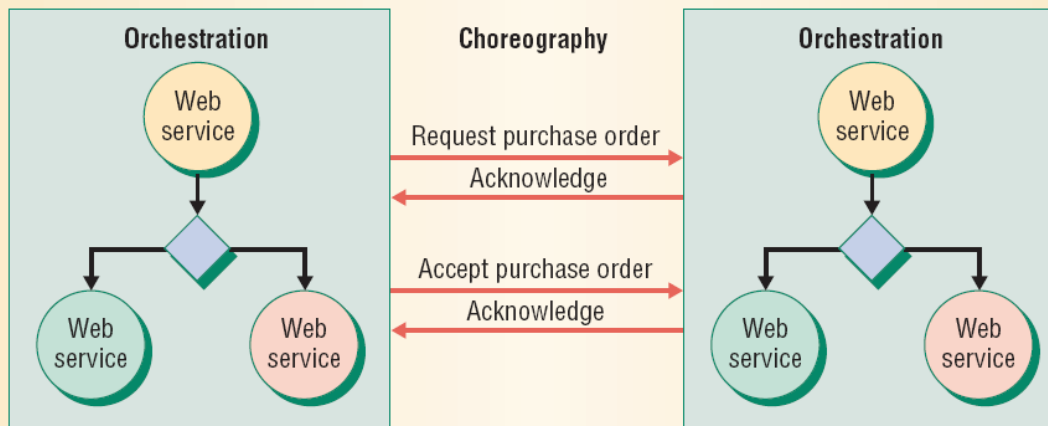 Orchestration
Choreography
Orchestration
Web
service
Web
service
Request purchase order
Acknowledge
Accept purchase order
Acknowledge
Web
service
Web
service
Web
service
Web
service